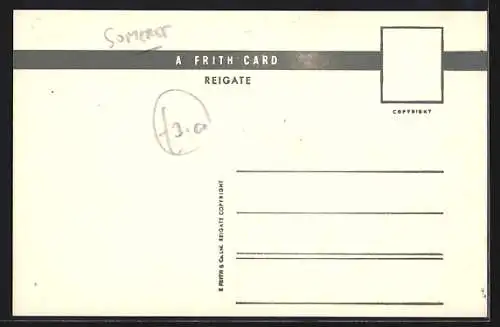 SOMERSET
A FRITH CARD
REIGATE
COPYRIGHT
£3.00
F. FRITH & Co. Ltd. REIGATE COPYRIGHT